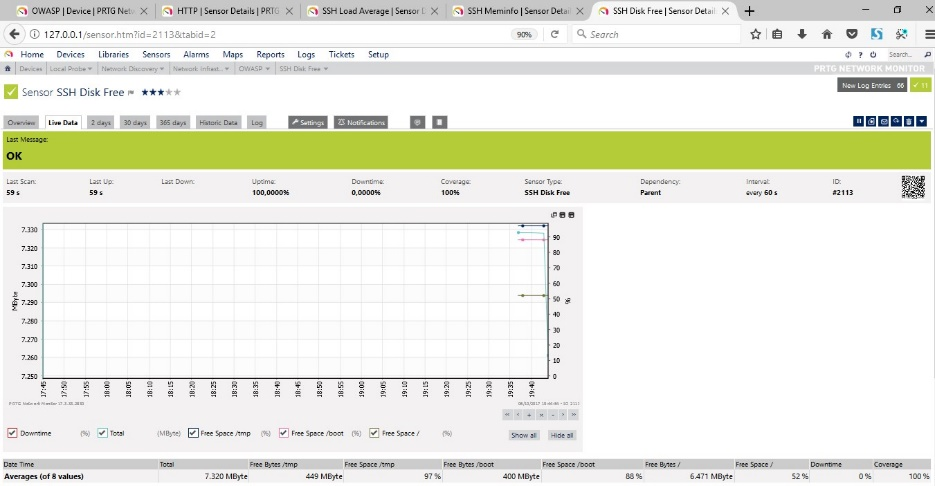 OWASP | Device | PRTG Netw
HTTP | Sensor Details | PRTG
SSH Load Average | Sensor D
SSH Meminfo | Sensor Detail
SSH Disk Free | Sensor Detail
127.0.0.1/sensor.htm?id=2113&tabid=2
90%
Search
Home Devices Libraries Sensors Alarms Maps Reports Logs Tickets Setup
Search...
Devices Local Probe Network Discovery Network Infrast... OWASP SSH Disk Free
PRTG NETWORK MONITOR
Sensor SSH Disk Free
New Log Entries 66
11
Overview Live Data 2 days 30 days 365 days Historic Data Log Settings Notifications
Last Message:
OK
Last Scan: Last Up: Last Down: Uptime: Downtime: Coverage: Sensor Type: Dependency: Interval: ID:
59 s 59 s 100,0000% 0,0000% 100% SSH Disk Free Parent every 60 s #2113
7.330
7.320
7.310
7.300
7.290
7.280
7.270
7.260
7.250
MByte
90
80
70
60
50
40
30
20
10
0
%
17:45 17:50 17:55 18:00 18:05 18:10 18:15 18:20 18:25 18:30 18:35 18:40 18:45 18:50 18:55 19:00 19:05 19:10 19:15 19:20 19:25 19:30 19:35 19:40
Downtime (%) Total (MByte) Free Space /tmp (%) Free Space /boot (%) Free Space / (%)
Show all Hide all
Date Time Total Free Bytes /tmp Free Space /tmp Free Bytes /boot Free Space /boot Free Bytes / Free Space / Downtime Coverage
Averages (of 8 values) 7.320 MByte 449 MByte 97 % 400 MByte 88 % 6.471 MByte 52 % 0 % 100 %